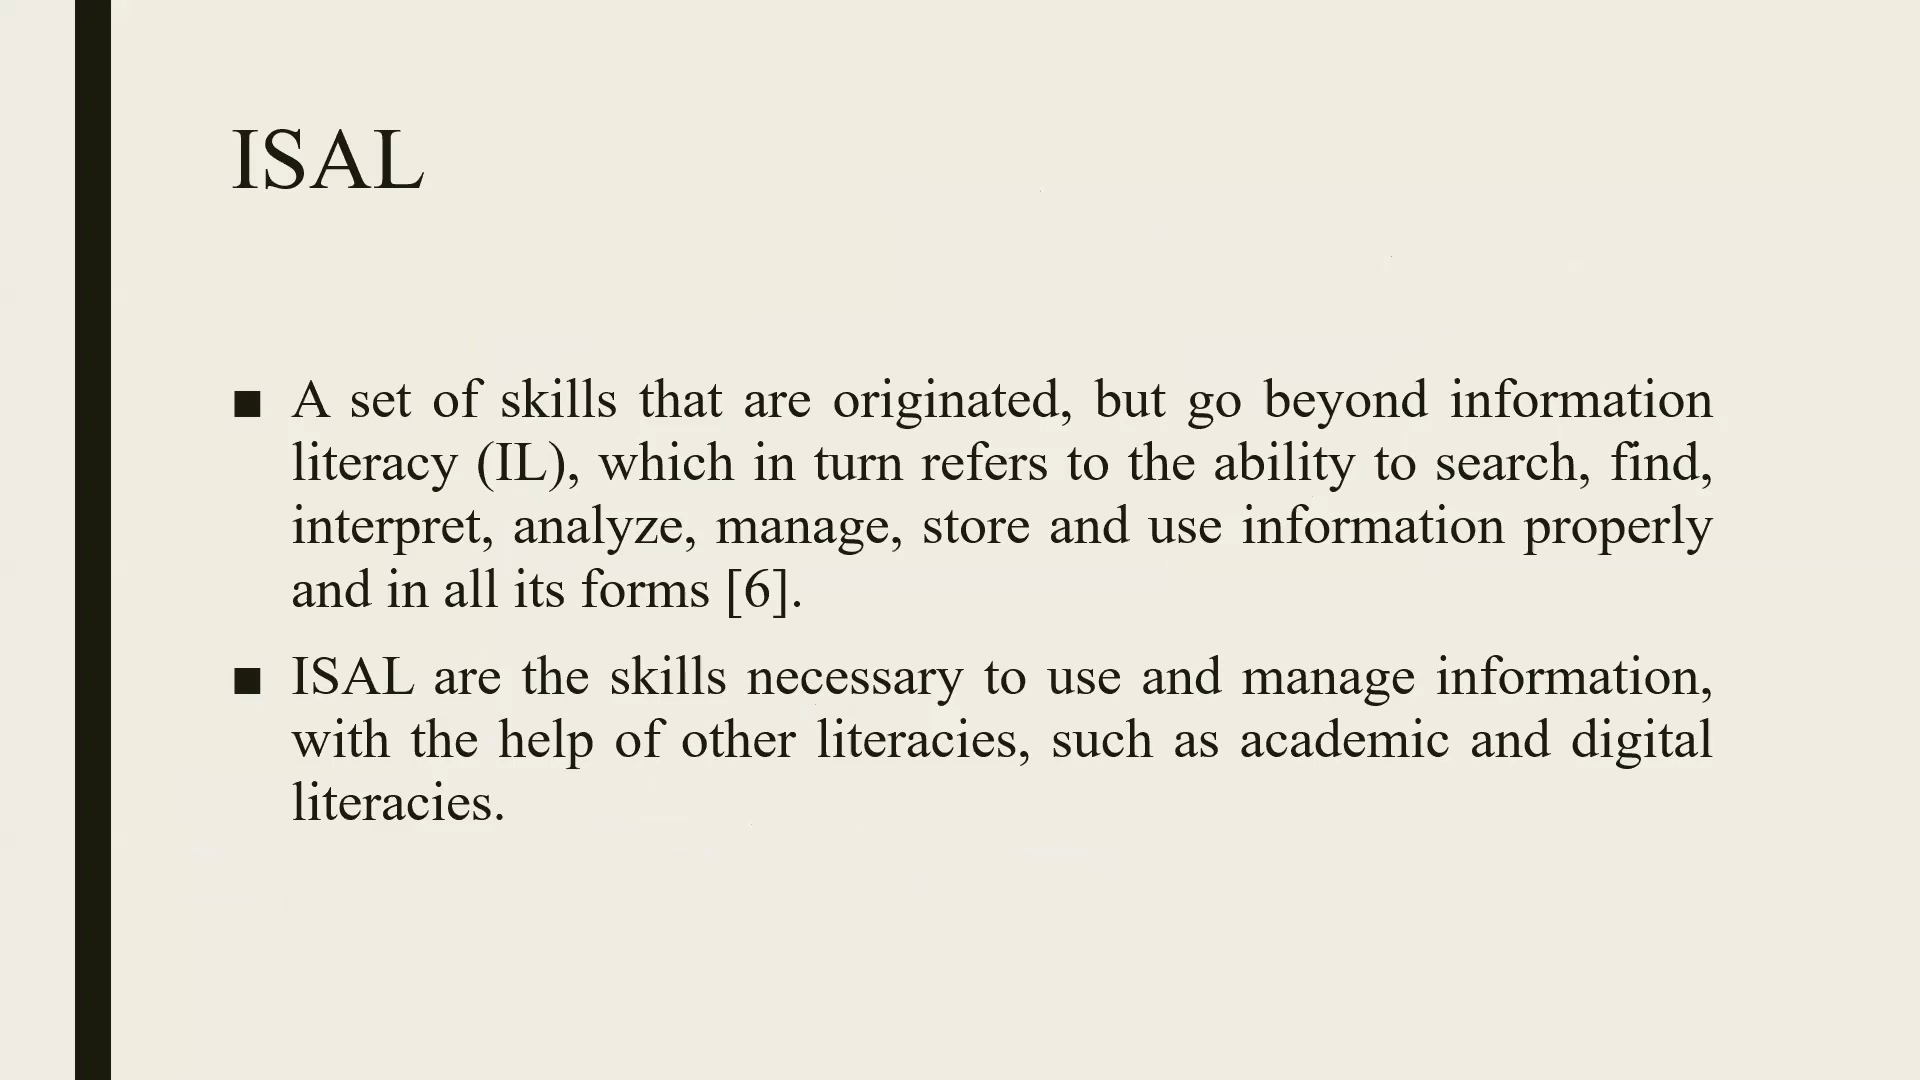 ISAL
■ A set of skills that are originated, but go beyond information
literacy (IL), which in turn refers to the ability to search, find,
interpret, analyze, manage, store and use information properly
and in all its forms [6].
■ ISAL are the skills necessary to use and manage information,
with the help of other literacies, such as academic and digital
literacies.